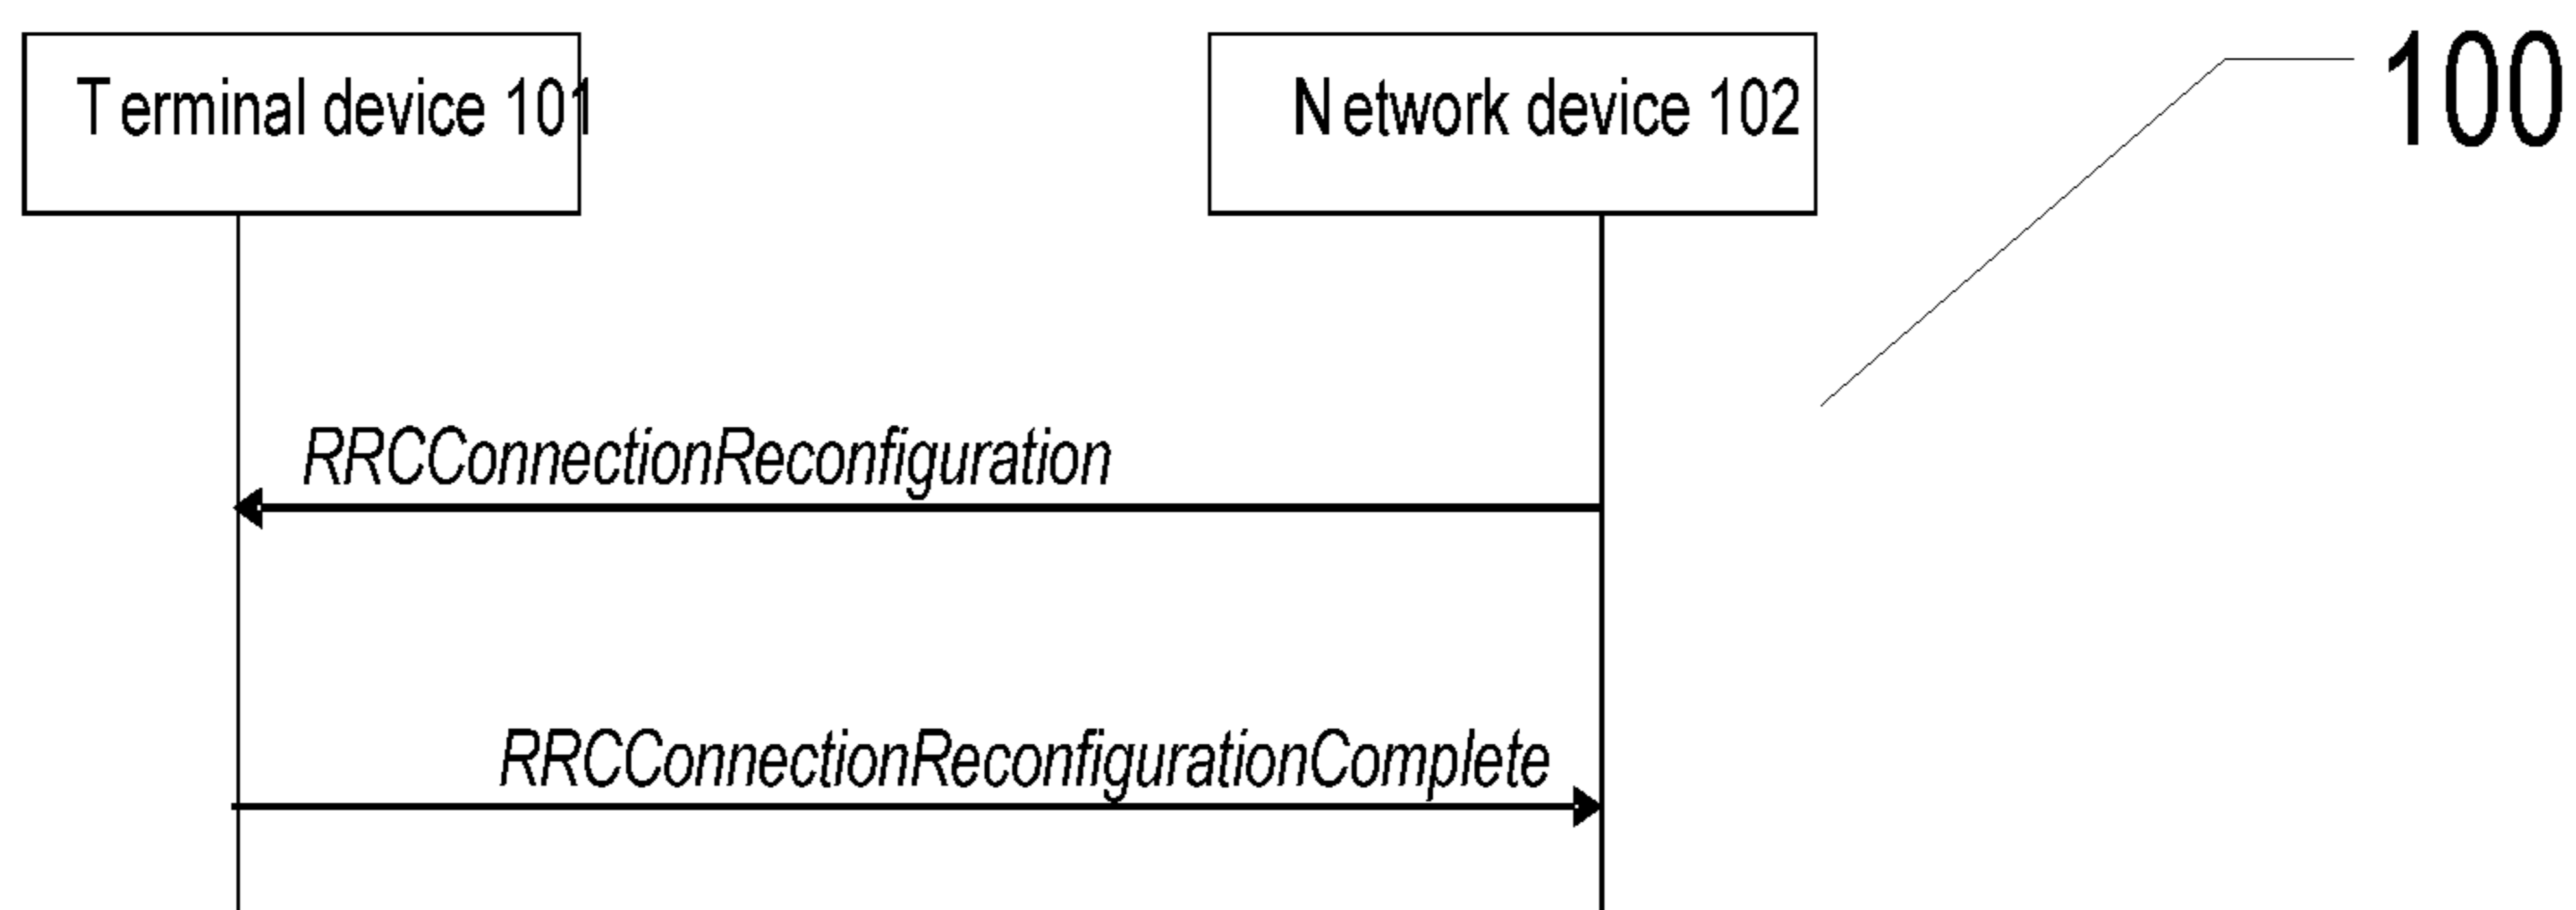 Terminal device 101
Network device 102
100
RRCConnectionReconfiguration
RRCConnectionReconfigurationComplete